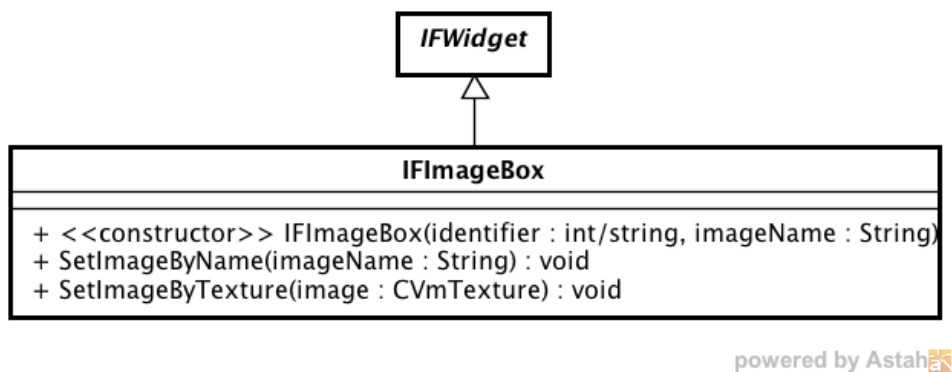 IFWidget
IFImageBox
+ <<constructor>> IFImageBox(identifier : int/string, imageName : String)
+ SetImageByName(imageName : String) : void
+ SetImageByTexture(image : CVmTexture) : void
powered by Astah